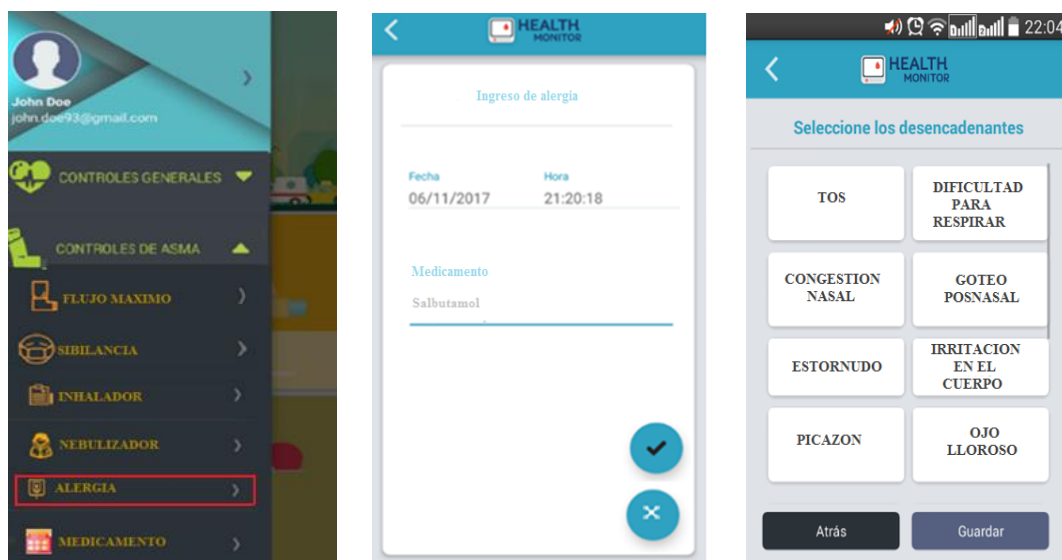 John Doe
john.doe93@gmail.com
CONTROLES GENERALES
CONTROLES DE ASMA
FLUJO MAXIMO
SIBILANCIA
INHALADOR
NEBULIZADOR
ALERGIA
MEDICAMENTO
HEALTH
MONITOR
Ingreso de alergia
Fecha
Hora
06/11/2017
21:20:18
Medicamento
Salbutamol
22:04
HEALTH
MONITOR
Seleccione los desencadenantes
TOS
DIFICULTAD
PARA
RESPIRAR
CONGESTION
NASAL
GOTEO
POSNASAL
ESTORNUDO
IRRITACION
EN EL
CUERPO
PICAZON
OJO
LLOROSO
Atrás
Guardar